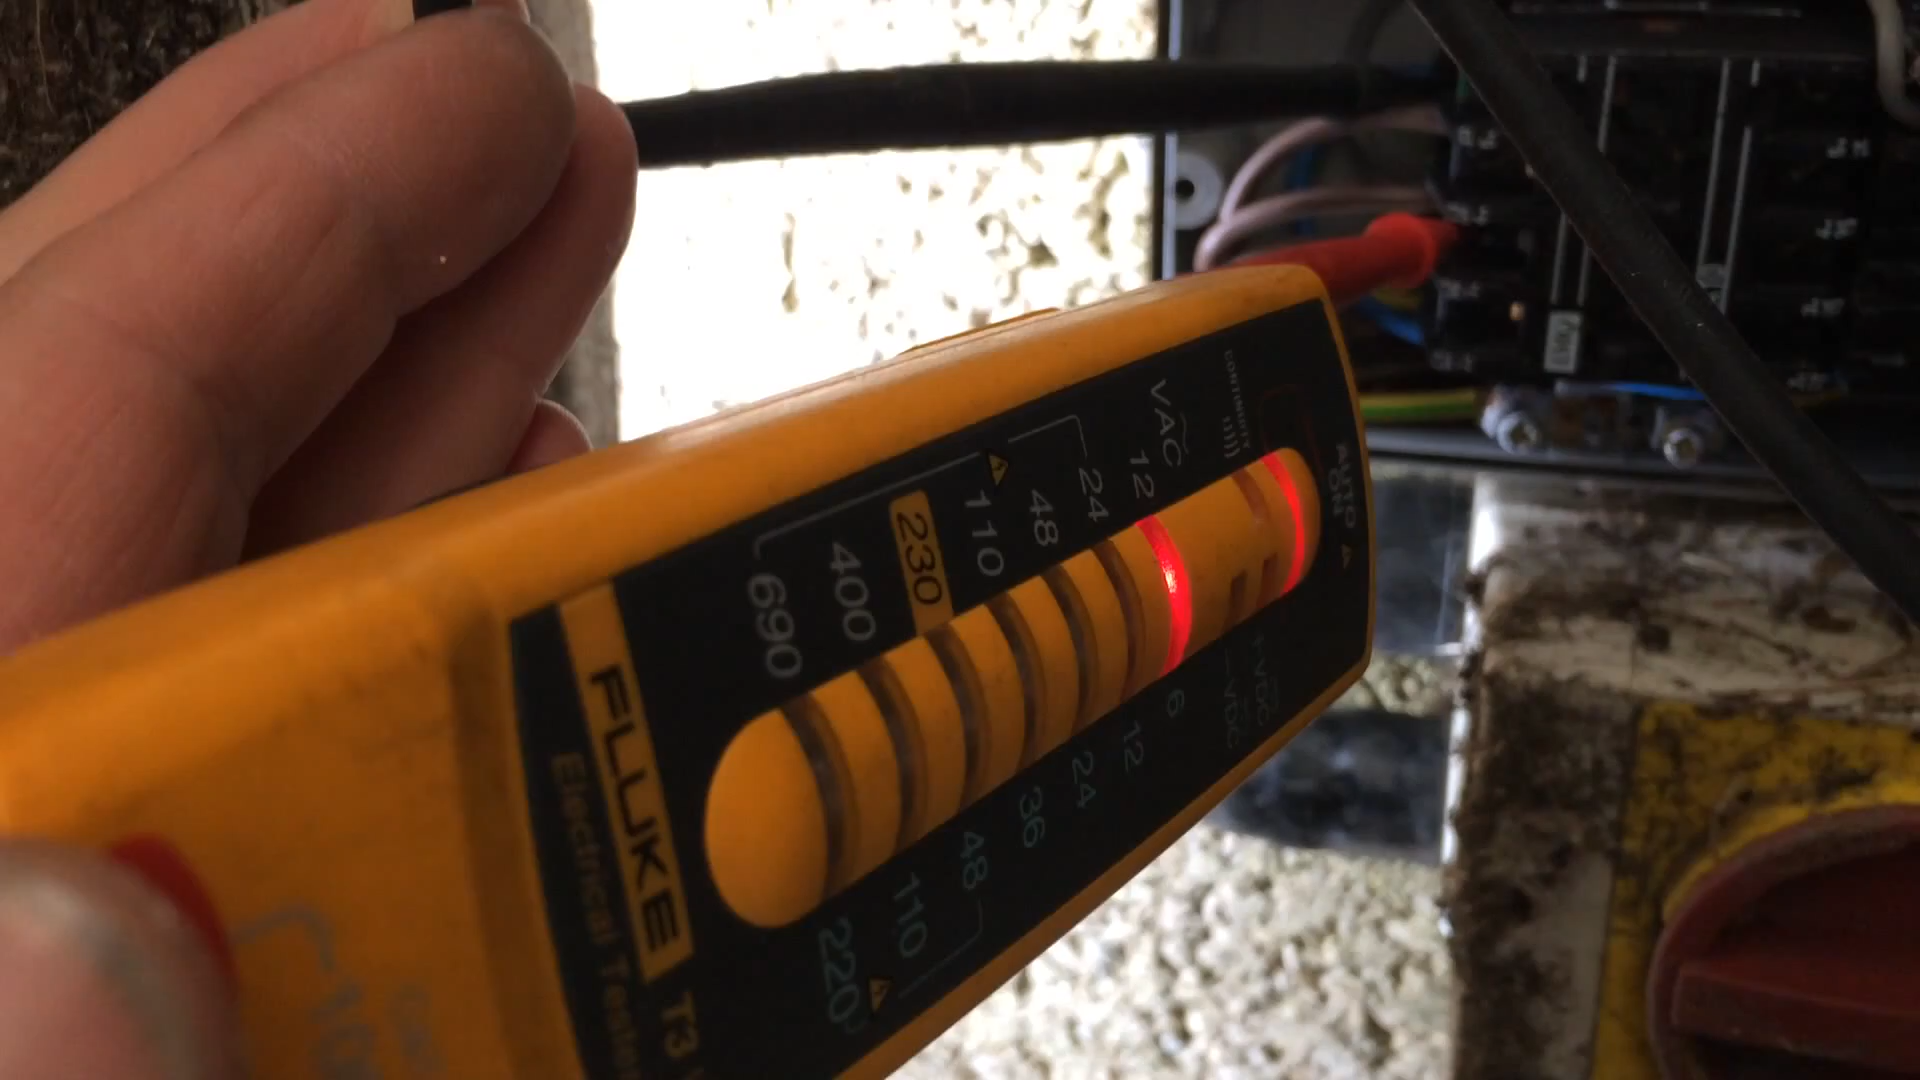 AUTO
ON
CONTINUITY
VAC
12
24
48
110
230
400
690
+VDC
-VDC
6
12
24
36
48
110
220
FLUKE
T3
Electrical Teste